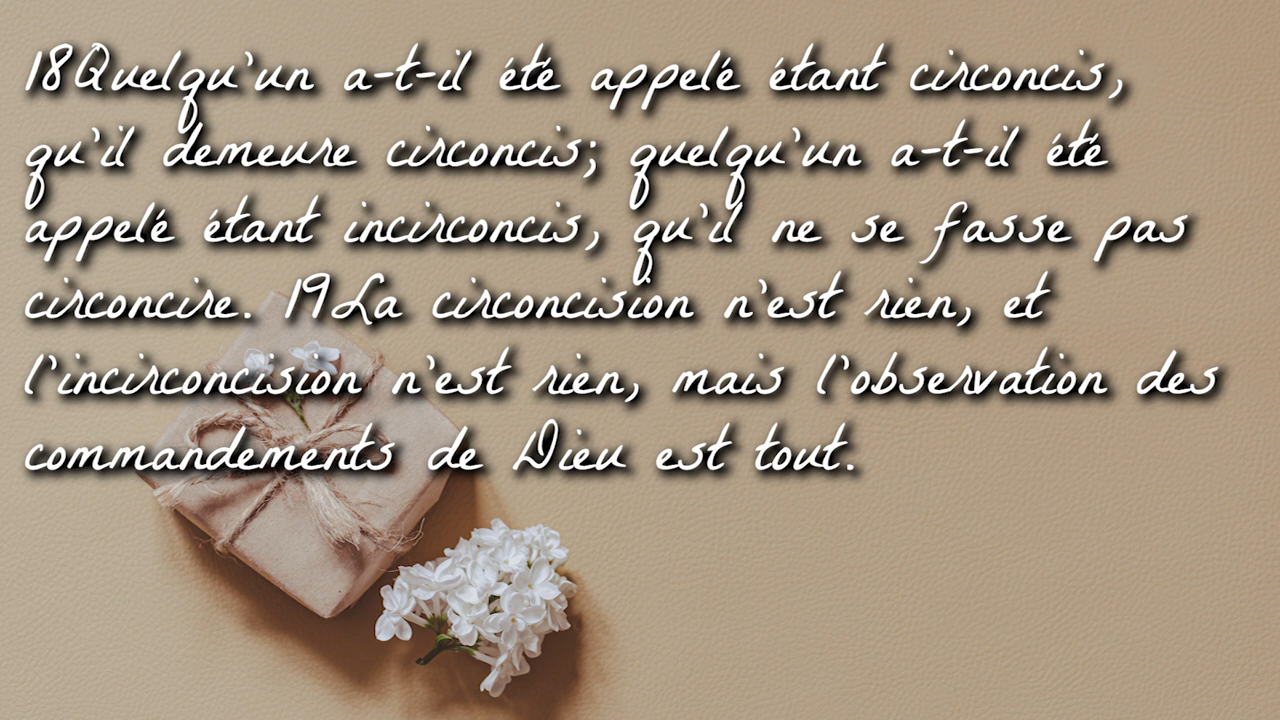 18Quelqu'un a-t-il été appelé étant circoncis,
qu'il demeure circoncis; quelqu'un a-t-il été
appelé étant incirconcis, qu'il ne se fasse pas
circoncire. 19La circoncision n'est rien, et
l'incirconcision n'est rien, mais l'observation des
commandements de Dieu est tout.